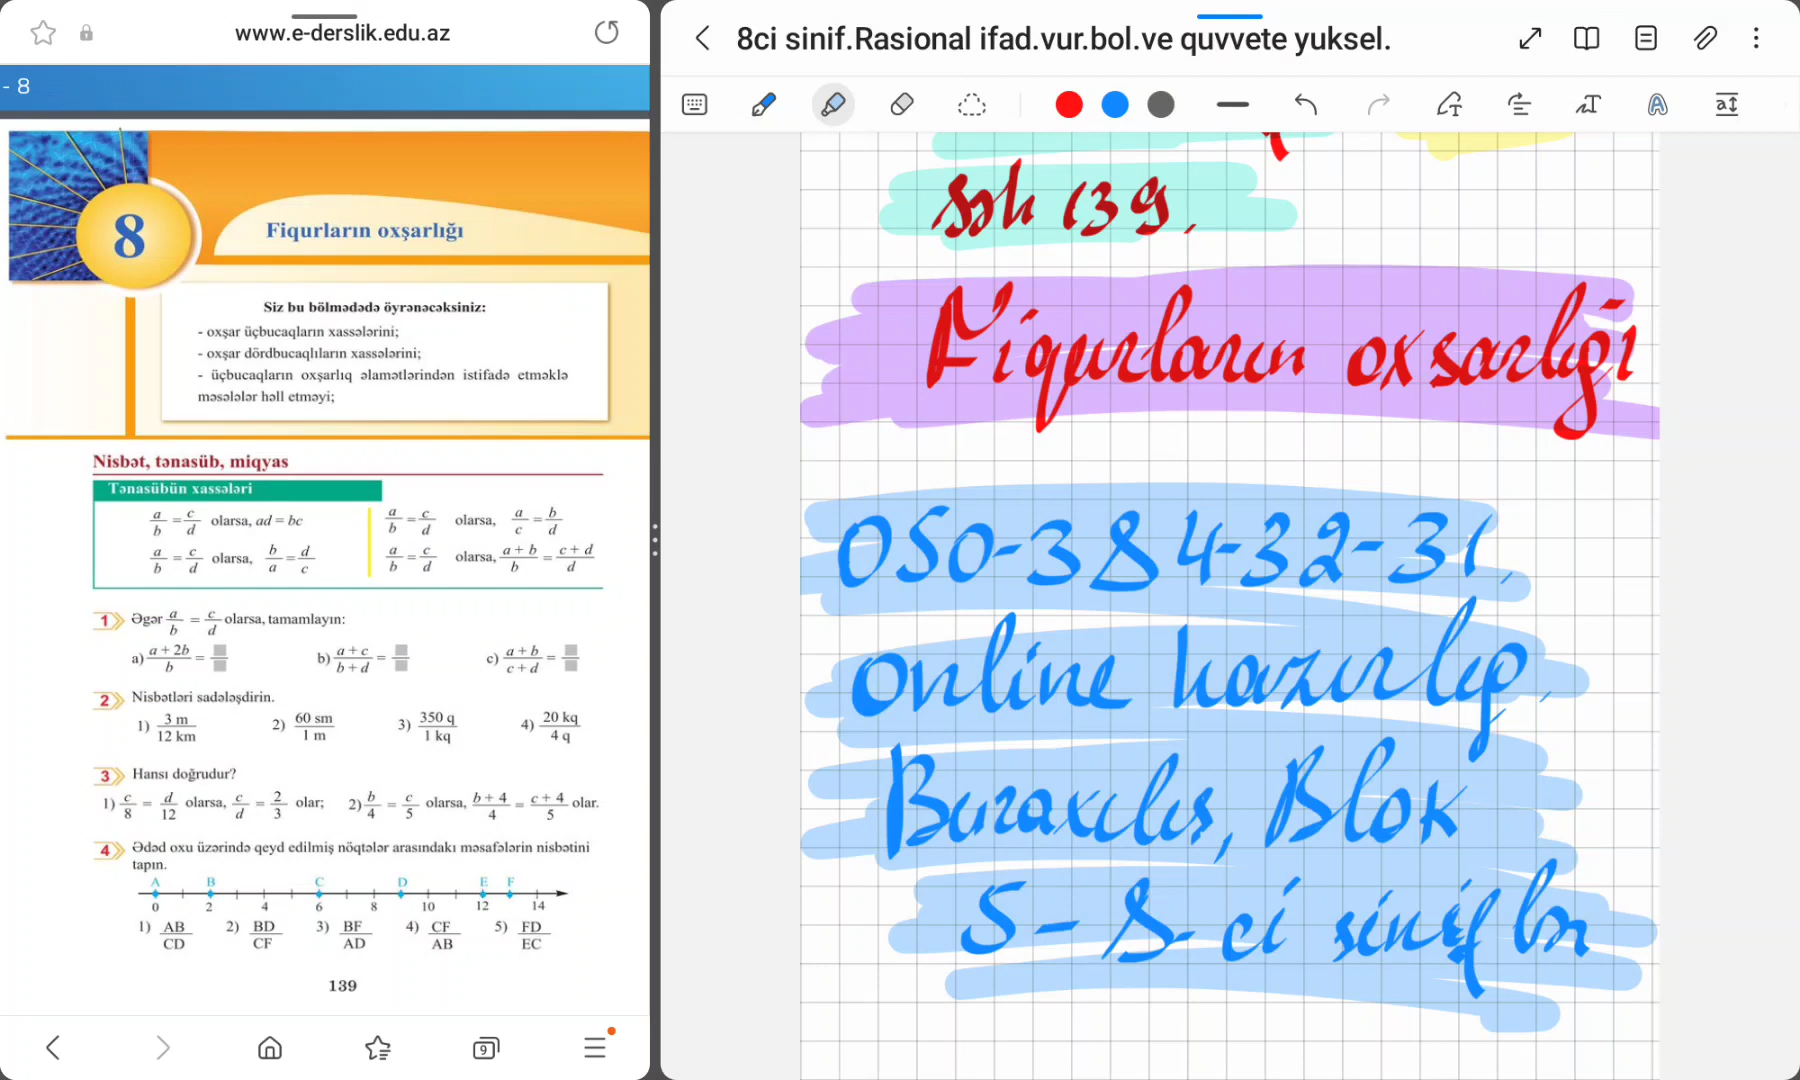 www.e-derslik.edu.az
- 8
8
Fiqurların oxşarlığı
Siz bu bölmədədə öyrənəcəksiniz:
- oxşar üçbucaqların xassələrini;
- oxşar dördbucaqlıların xassələrini;
- üçbucaqların oxşarlıq əlamətlərindən istifadə etməklə
məsələlər həll etməyi;
Nisbət, tənasüb, miqyas
Tənasübün xassələri
a/b = c/d olarsa, ad = bc
a/b = c/d olarsa, a/c = b/d
a/b = c/d olarsa, b/a = d/c
a/b = c/d olarsa, (a + b)/b = (c + d)/d
1 Əgər a/b = c/d olarsa, tamamlayın:
a) (a + 2b)/b = b) (a + c)/(b + d) = c) (a + b)/(c + d) =
2 Nisbətləri sadələşdirin.
1) 3 m/12 km 2) 60 sm/1 m 3) 350 q/1 kq 4) 20 kq/4 q
3 Hansı doğrudur?
1) c/8 = d/12 olarsa, c/d = 2/3 olar; 2) b/4 = c/5 olarsa, (b + 4)/4 = (c + 4)/5 olar.
4 Ədəd oxu üzərində qeyd edilmiş nöqtələr arasındakı məsafələrin nisbətini
tapın.
A B C D E F
0 2 4 6 8 10 12 14
1) AB/CD 2) BD/CF 3) BF/AD 4) CF/AB 5) FD/EC
139
9
8ci sinif.Rasional ifad.vur.bol.ve quvvete yuksel.
səh 139,
Fiqurların oxsarlığı
050-384-32-31,
online hazırlıq,
Buraxılıs, Blok
5-8-ci siniflər